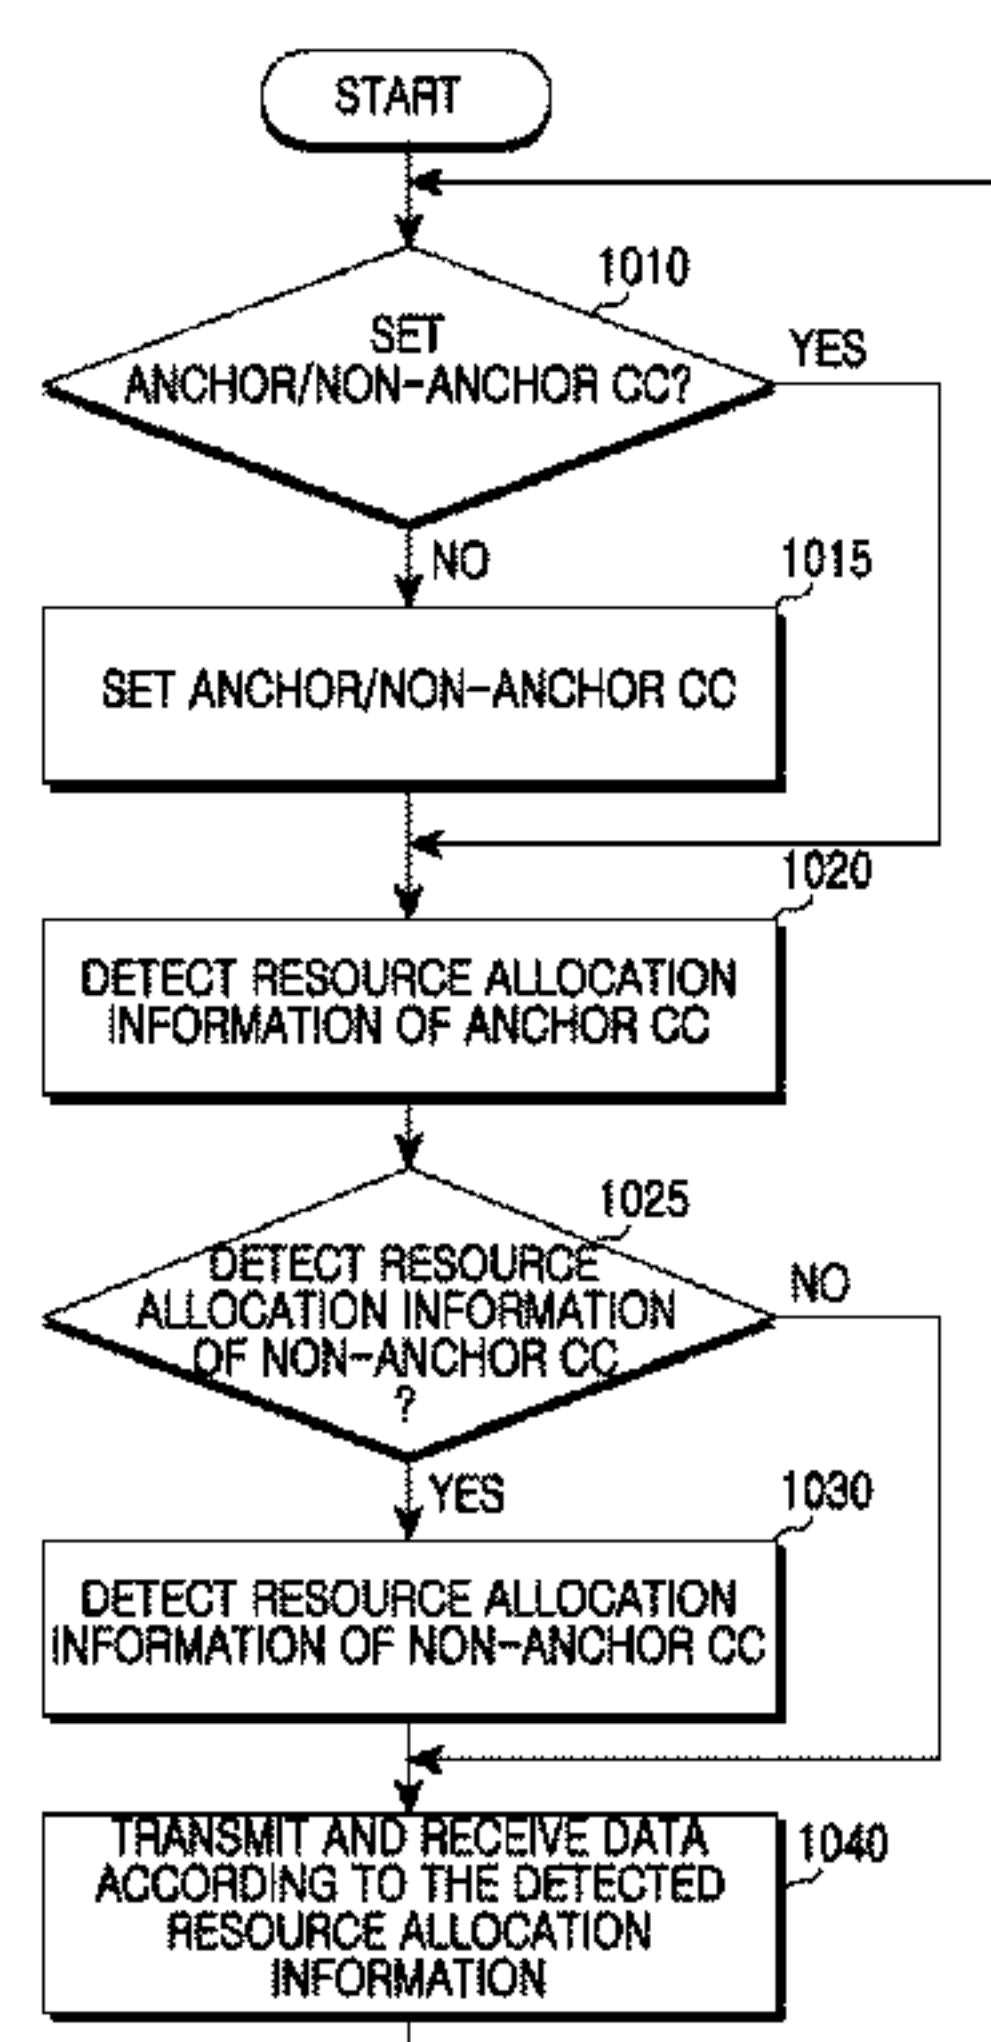 START
1010
SET
ANCHOR/NON-ANCHOR CC?
YES
NO
1015
SET ANCHOR/NON-ANCHOR CC
1020
DETECT RESOURCE ALLOCATION
INFORMATION OF ANCHOR CC
1025
DETECT RESOURCE
ALLOCATION INFORMATION
OF NON-ANCHOR CC
?
NO
YES
1030
DETECT RESOURCE ALLOCATION
INFORMATION OF NON-ANCHOR CC
1040
TRANSMIT AND RECEIVE DATA
ACCORDING TO THE DETECTED
RESOURCE ALLOCATION
INFORMATION